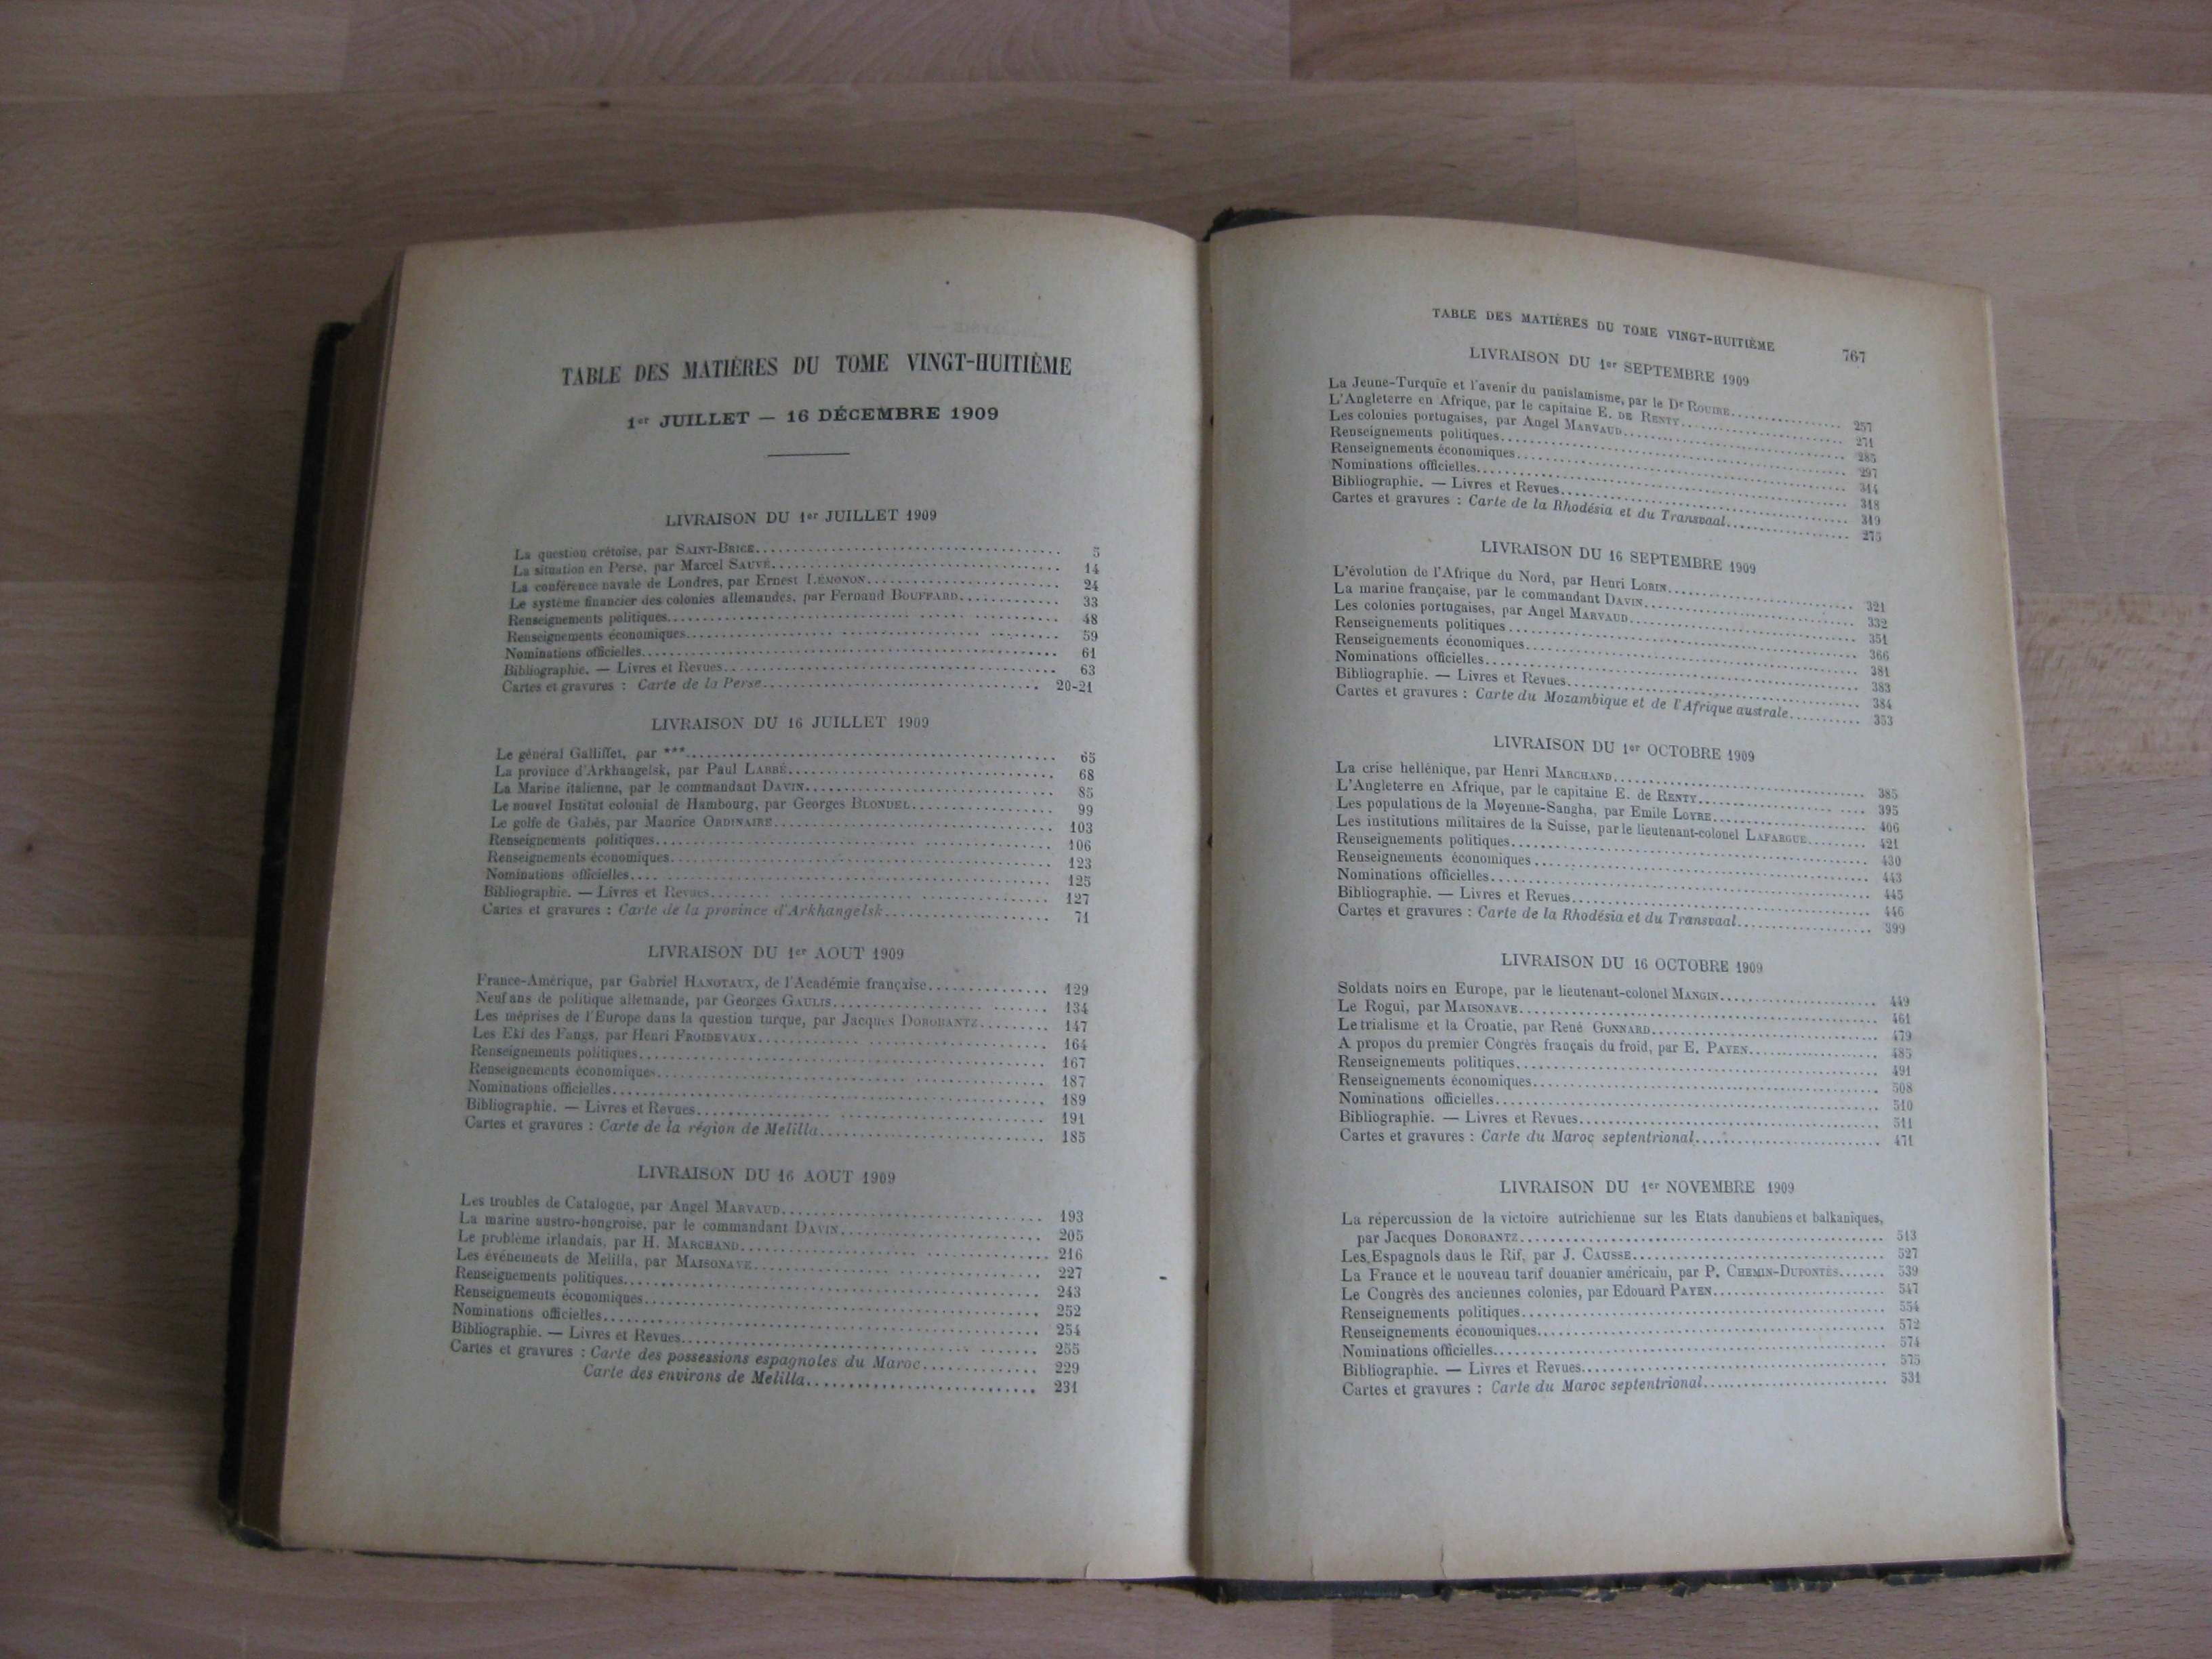 TABLE DES MATIÈRES DU TOME VINGT-HUITIÈME
1er JUILLET — 16 DÉCEMBRE 1909
LIVRAISON DU 1er JUILLET 1909
La question crétoise, par SAINT-BRICE 5
La situation en Perse, par Marcel SAUVÉ 14
La conférence navale de Londres, par Ernest LÉMONON 24
Le système financier des colonies allemandes, par Fernand BOUFFARD 33
Renseignements politiques 48
Renseignements économiques 59
Nominations officielles 61
Bibliographie. — Livres et Revues 63
Cartes et gravures : Carte de la Perse 20-21
LIVRAISON DU 16 JUILLET 1909
Le général Galliffet, par *** 65
La province d'Arkhangelsk, par Paul LABBÉ 68
La Marine italienne, par le commandant DAVIN 85
Le nouvel Institut colonial de Hambourg, par Georges BLONDEL 99
Le golfe de Gabès, par Maurice ORDINAIRE 103
Renseignements politiques 106
Renseignements économiques 123
Nominations officielles 125
Bibliographie. — Livres et Revues 127
Cartes et gravures : Carte de la province d'Arkhangelsk 71
LIVRAISON DU 1er AOUT 1909
France-Amérique, par Gabriel HANOTAUX, de l'Académie française 129
Neuf ans de politique allemande, par Georges GAULIS 134
Les méprises de l'Europe dans la question turque, par Jacques DOROBANTZ 147
Les Eki des Fangs, par Henri FROIDEVAUX 164
Renseignements politiques 167
Renseignements économiques 187
Nominations officielles 189
Bibliographie. — Livres et Revues 191
Cartes et gravures : Carte de la région de Melilla 185
LIVRAISON DU 16 AOUT 1909
Les troubles de Catalogne, par Angel MARVAUD 193
La marine austro-hongroise, par le commandant DAVIN 205
Le problème irlandais, par H. MARCHAND 216
Les événements de Melilla, par MAISONAVE 227
Renseignements politiques 243
Renseignements économiques 252
Nominations officielles 254
Bibliographie. — Livres et Revues 255
Cartes et gravures : Carte des possessions espagnoles du Maroc 229
Carte des environs de Melilla 231
TABLE DES MATIÈRES DU TOME VINGT-HUITIÈME 767
LIVRAISON DU 1er SEPTEMBRE 1909
La Jeune-Turquie et l'avenir du panislamisme, par le Dr ROUIRE 257
L'Angleterre en Afrique, par le capitaine E. DE RENTY 271
Les colonies portugaises, par Angel MARVAUD 285
Renseignements politiques 297
Renseignements économiques 314
Nominations officielles 318
Bibliographie. — Livres et Revues 319
Cartes et gravures : Carte de la Rhodésia et du Transvaal 275
LIVRAISON DU 16 SEPTEMBRE 1909
L'évolution de l'Afrique du Nord, par Henri LORIN 321
La marine française, par le commandant DAVIN 332
Les colonies portugaises, par Angel MARVAUD 351
Renseignements politiques 366
Renseignements économiques 381
Nominations officielles 383
Bibliographie. — Livres et Revues 384
Cartes et gravures : Carte du Mozambique et de l'Afrique australe 353
LIVRAISON DU 1er OCTOBRE 1909
La crise hellénique, par Henri MARCHAND 385
L'Angleterre en Afrique, par le capitaine E. de RENTY 395
Les populations de la Moyenne-Sangha, par Emile LOYRE 406
Les institutions militaires de la Suisse, par le lieutenant-colonel LAFARGUE 421
Renseignements politiques 430
Renseignements économiques 443
Nominations officielles 445
Bibliographie. — Livres et Revues 446
Cartes et gravures : Carte de la Rhodésia et du Transvaal 399
LIVRAISON DU 16 OCTOBRE 1909
Soldats noirs en Europe, par le lieutenant-colonel MANGIN 449
Le Rogui, par MAISONAVE 461
Le trialisme et la Croatie, par René GONNARD 479
A propos du premier Congrès français du froid, par E. PAYEN 485
Renseignements politiques 491
Renseignements économiques 508
Nominations officielles 510
Bibliographie. — Livres et Revues 511
Cartes et gravures : Carte du Maroc septentrional 471
LIVRAISON DU 1er NOVEMBRE 1909
La répercussion de la victoire autrichienne sur les Etats danubiens et balkaniques,
par Jacques DOROBANTZ 513
Les Espagnols dans le Rif, par J. CAUSSE 527
La France et le nouveau tarif douanier américain, par P. CHEMIN-DUPONTÈS 539
Le Congrès des anciennes colonies, par Edouard PAYEN 547
Renseignements politiques 554
Renseignements économiques 572
Nominations officielles 574
Bibliographie. — Livres et Revues 575
Cartes et gravures : Carte du Maroc septentrional 531